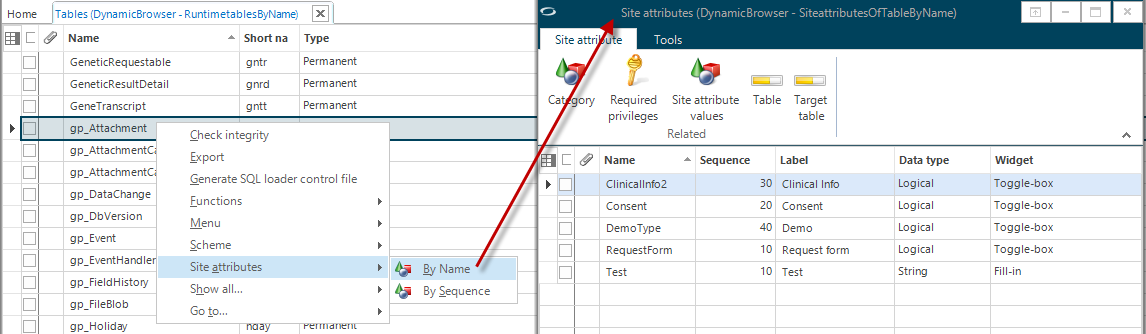 Home Tables (DynamicBrowser - RuntimetablesByName)
Name Short na Type
GeneticRequestable gntr Permanent
GeneticResultDetail gnrd Permanent
GeneTranscript gntt Permanent
gp_Attachment
gp_AttachmentCa
gp_AttachmentCa
gp_DataChange
gp_DbVersion
gp_Event
gp_EventHandler
gp_FieldHistory
gp_FileBlob
gp_Holiday hday Permanent
Check integrity
Export
Generate SQL loader control file
Functions
Menu
Scheme
Site attributes
Show all...
Go to...
By Name
By Sequence
Site attributes (DynamicBrowser - SiteattributesOfTableByName)
Site attribute Tools
Category
Required privileges
Site attribute values
Table
Target table
Related
Name Sequence Label Data type Widget
ClinicalInfo2 30 Clinical Info Logical Toggle-box
Consent 20 Consent Logical Toggle-box
DemoType 40 Demo Logical Toggle-box
RequestForm 10 Request form Logical Toggle-box
Test 10 Test String Fill-in